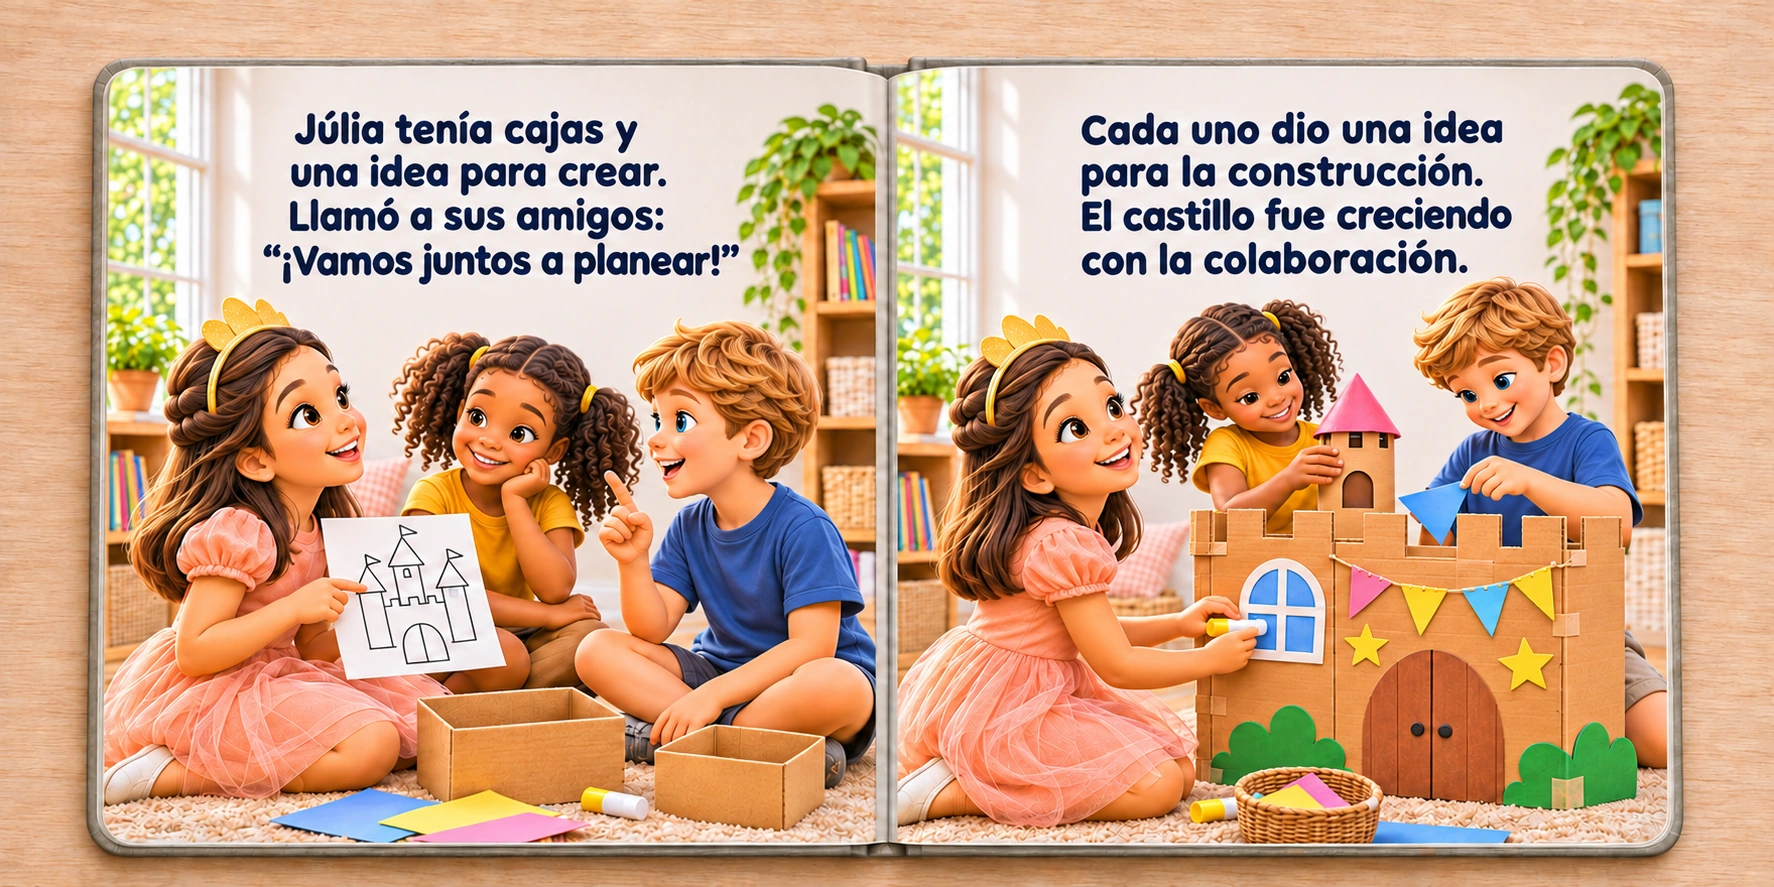 Júlia tenía cajas y
una idea para crear.
Llamó a sus amigos:
“¡Vamos juntos a planear!”
Cada uno dio una idea
para la construcción.
El castillo fue creciendo
con la colaboración.